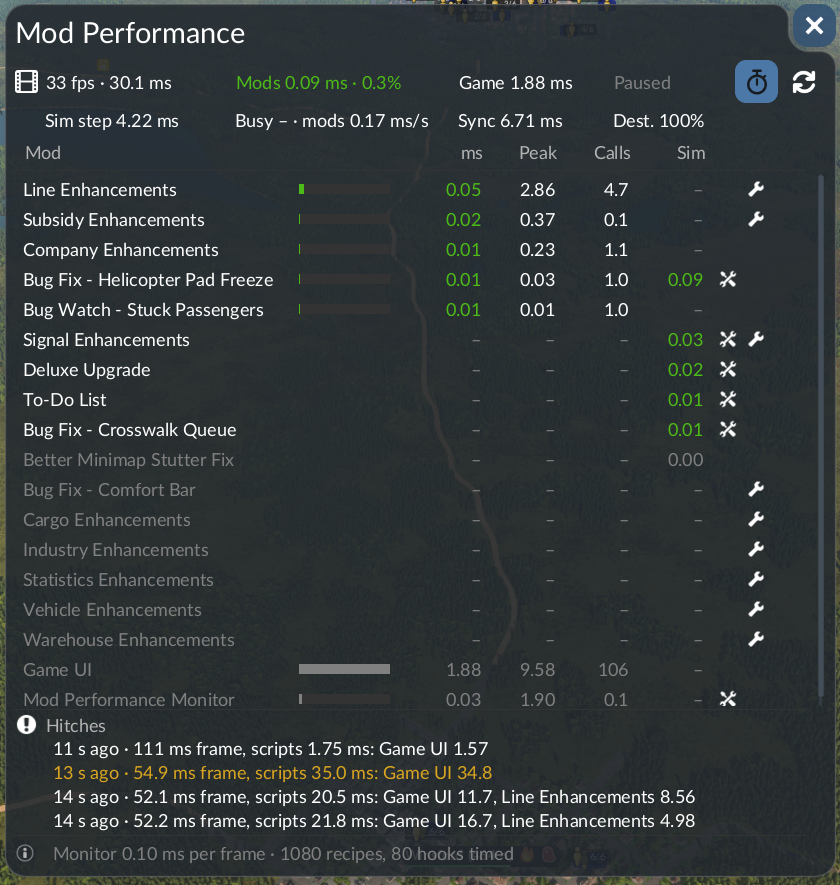 Mod Performance
33 fps · 30.1 ms Mods 0.09 ms · 0.3% Game 1.88 ms Paused
Sim step 4.22 ms Busy – · mods 0.17 ms/s Sync 6.71 ms Dest. 100%
Mod ms Peak Calls Sim
Line Enhancements 0.05 2.86 4.7 –
Subsidy Enhancements 0.02 0.37 0.1 –
Company Enhancements 0.01 0.23 1.1 –
Bug Fix - Helicopter Pad Freeze 0.01 0.03 1.0 0.09
Bug Watch - Stuck Passengers 0.01 0.01 1.0 –
Signal Enhancements – – – 0.03
Deluxe Upgrade – – – 0.02
To-Do List – – – 0.01
Bug Fix - Crosswalk Queue – – – 0.01
Better Minimap Stutter Fix – – – 0.00
Bug Fix - Comfort Bar – – – –
Cargo Enhancements – – – –
Industry Enhancements – – – –
Statistics Enhancements – – – –
Vehicle Enhancements – – – –
Warehouse Enhancements – – – –
Game UI 1.88 9.58 106 –
Mod Performance Monitor 0.03 1.90 0.1 –
Hitches
11 s ago · 111 ms frame, scripts 1.75 ms: Game UI 1.57
13 s ago · 54.9 ms frame, scripts 35.0 ms: Game UI 34.8
14 s ago · 52.1 ms frame, scripts 20.5 ms: Game UI 11.7, Line Enhancements 8.56
14 s ago · 52.2 ms frame, scripts 21.8 ms: Game UI 16.7, Line Enhancements 4.98
Monitor 0.10 ms per frame · 1080 recipes, 80 hooks timed